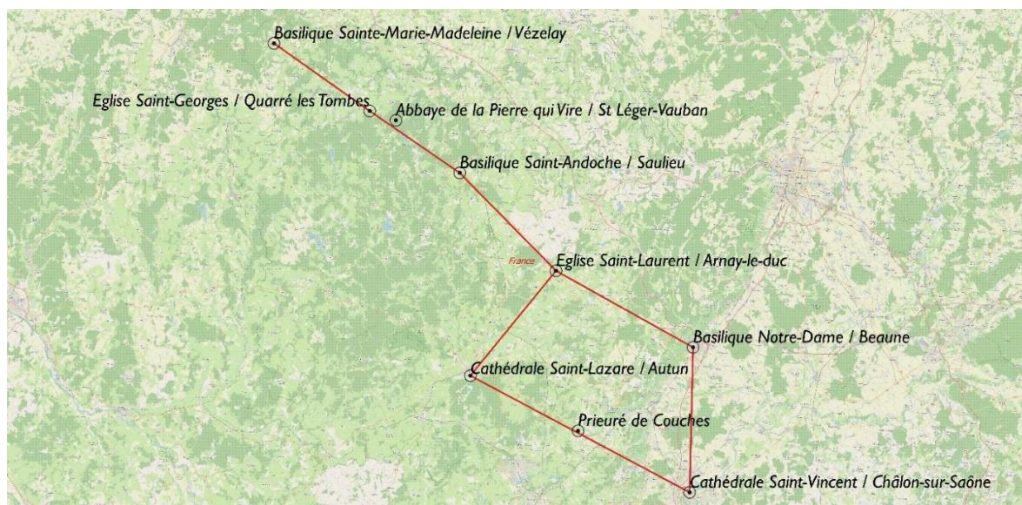 Basilique Sainte-Marie-Madeleine / Vézelay
Eglise Saint-Georges / Quarré les Tombes
Abbaye de la Pierre qui Vire / St Léger-Vauban
Basilique Saint-Andoche / Saulieu
France
Eglise Saint-Laurent / Arnay-le-duc
Basilique Notre-Dame / Beaune
Cathédrale Saint-Lazare / Autun
Prieuré de Couches
Cathédrale Saint-Vincent / Châlon-sur-Saône